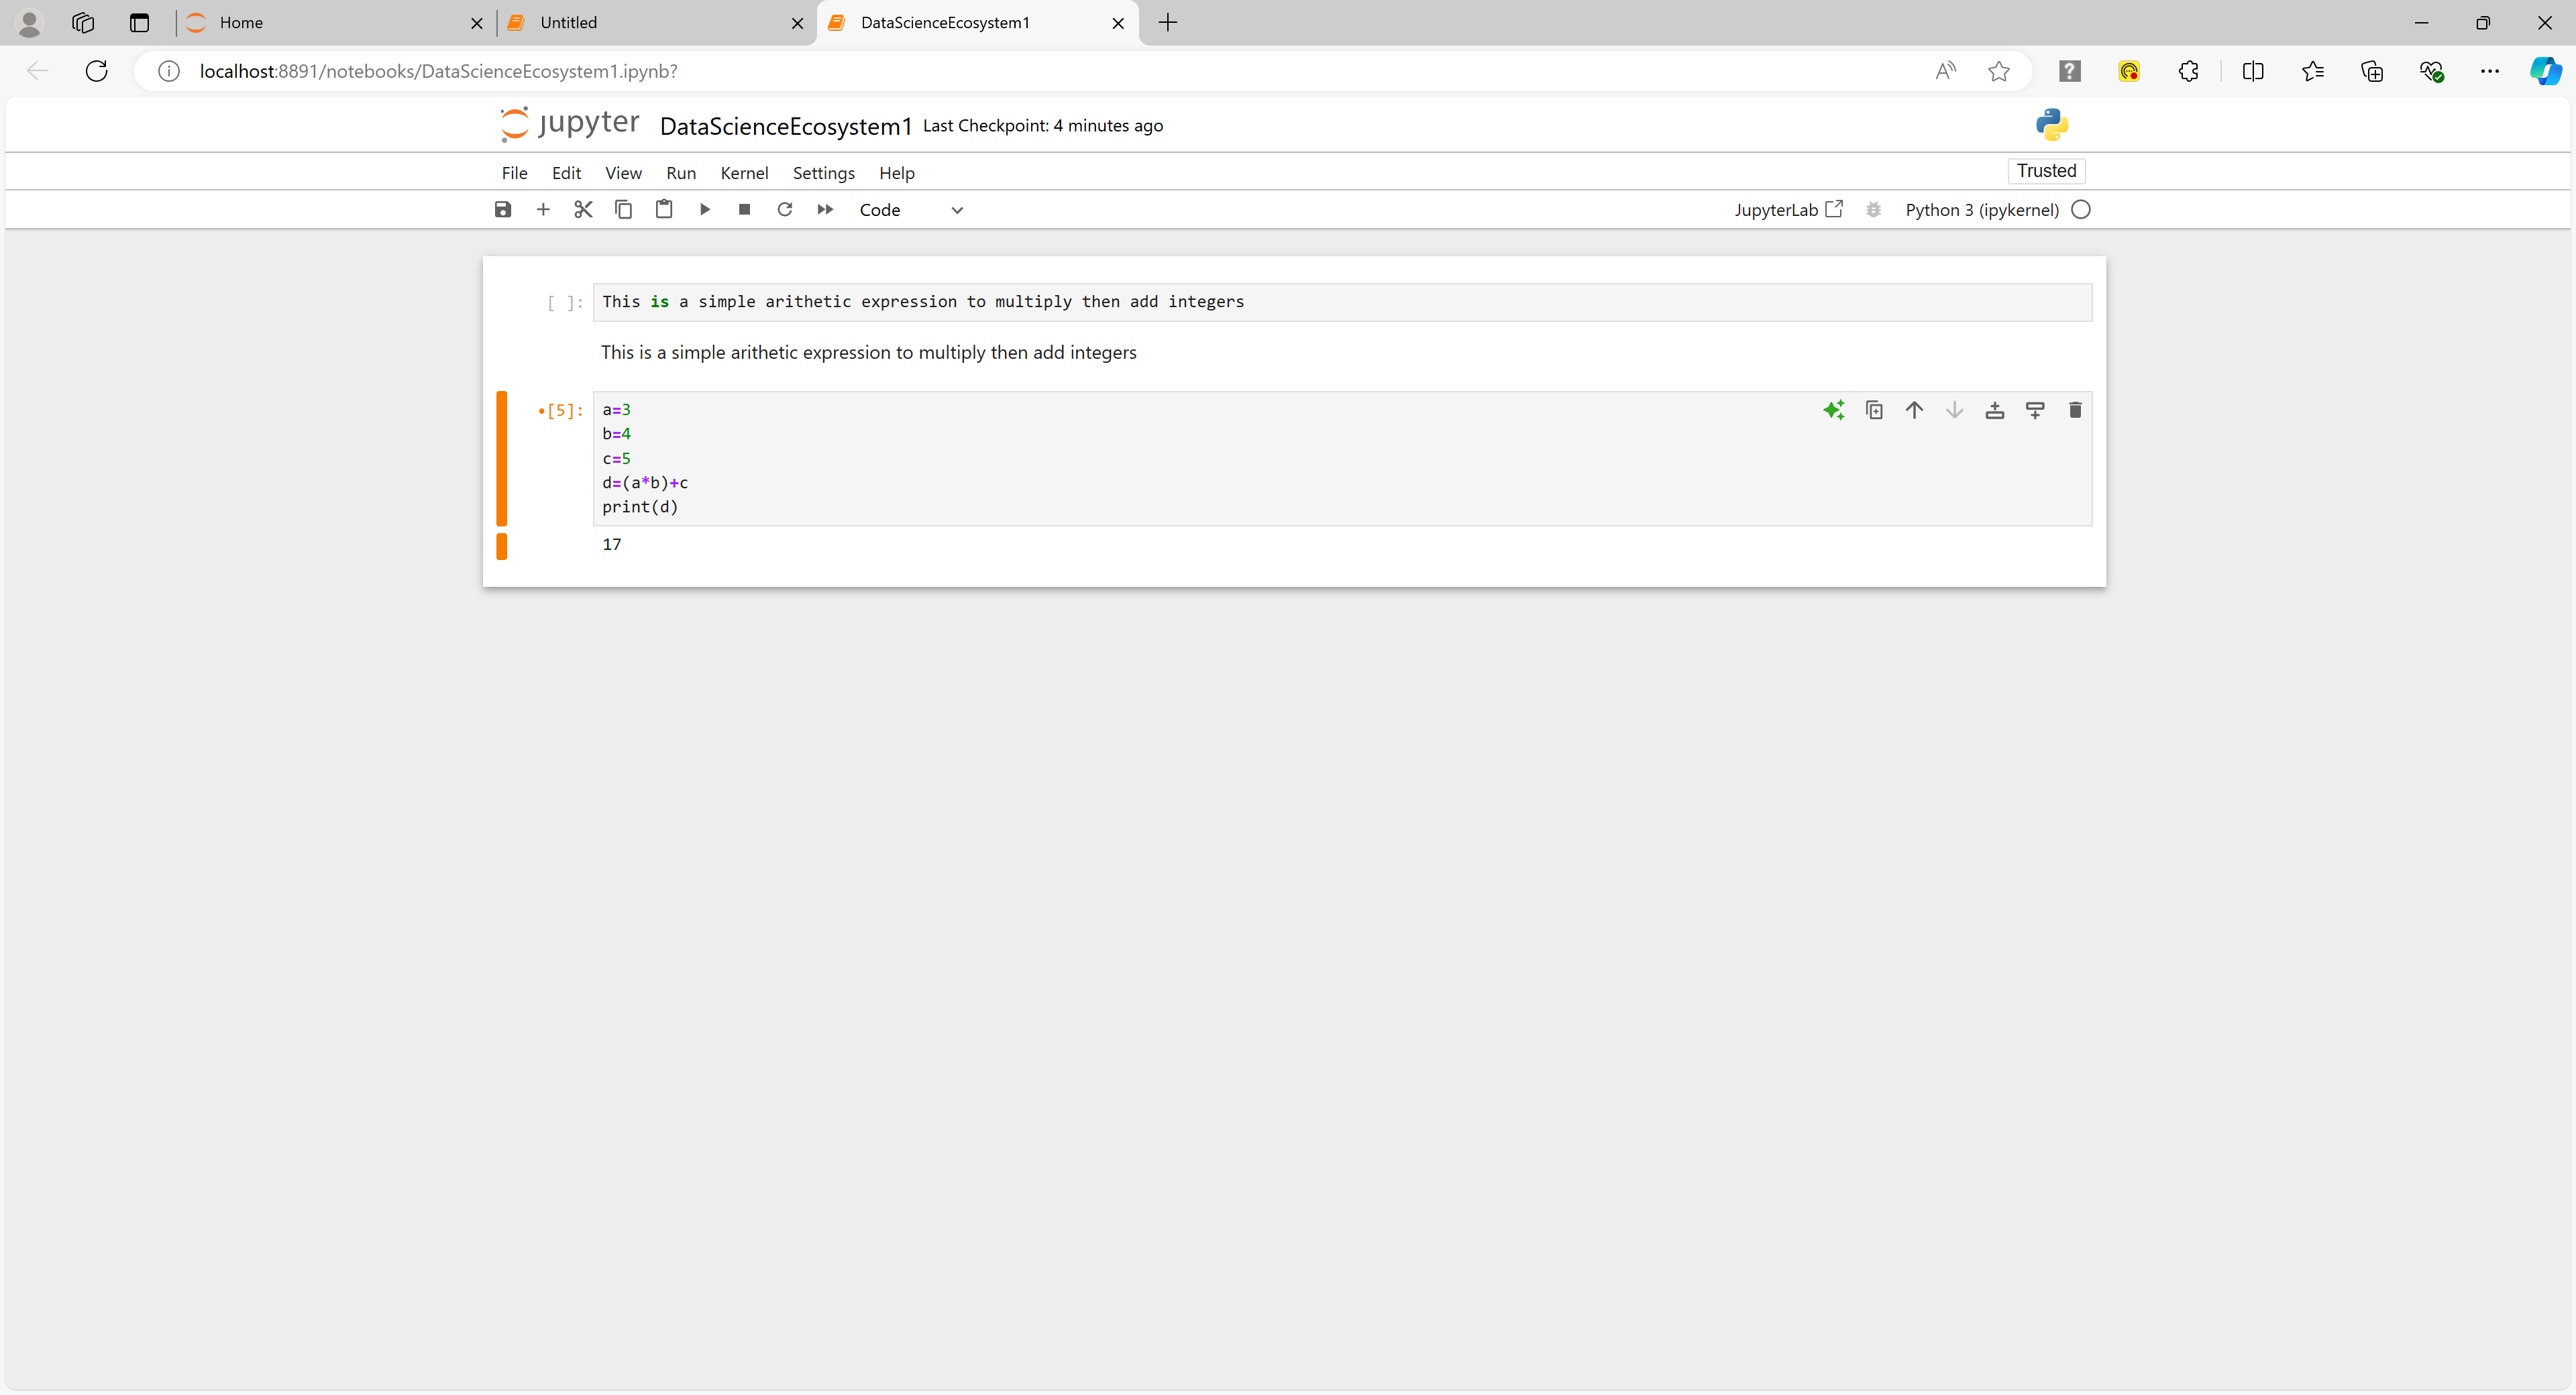 Home
Untitled
DataScienceEcosystem1
localhost:8891/notebooks/DataScienceEcosystem1.ipynb?
jupyter DataScienceEcosystem1 Last Checkpoint: 4 minutes ago
File Edit View Run Kernel Settings Help Trusted
Code JupyterLab Python 3 (ipykernel)
[ ]: This is a simple arithetic expression to multiply then add integers
This is a simple arithetic expression to multiply then add integers
•[5]: a=3
b=4
c=5
d=(a*b)+c
print(d)
17